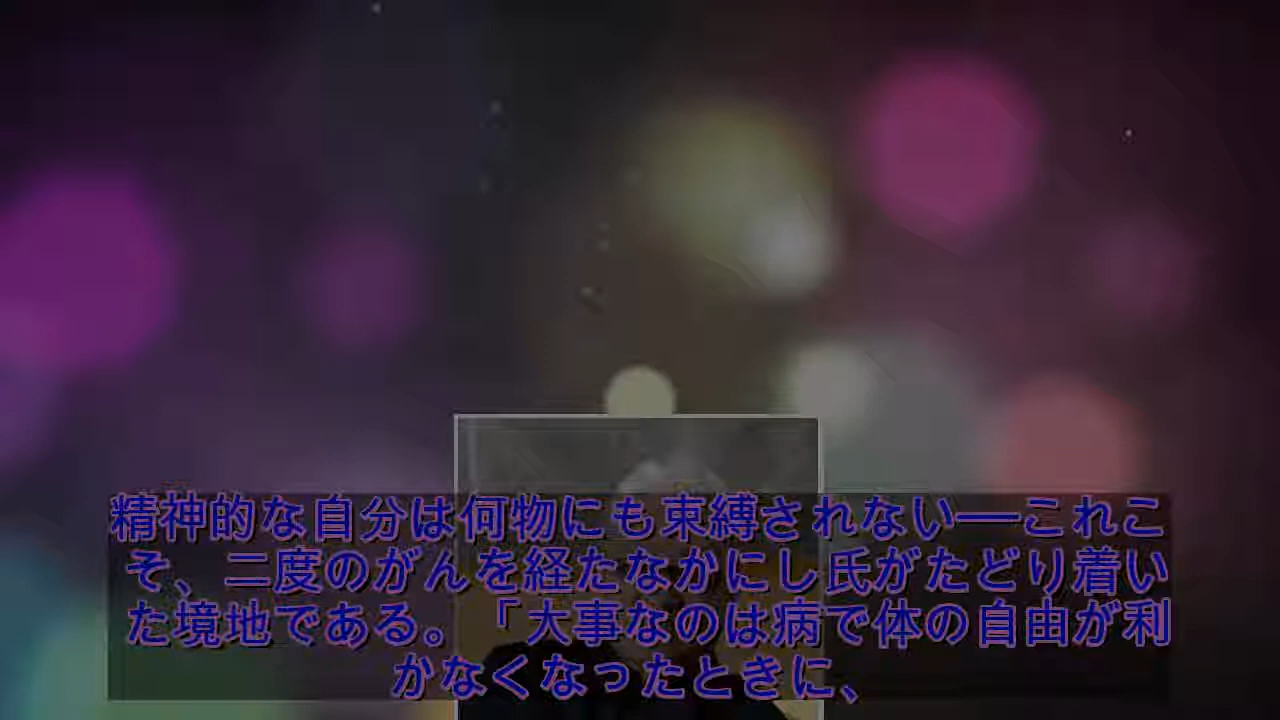 精神的な自分は何物にも束縛されない──これこ
そ、二度のがんを経たなかにし氏がたどり着い
た境地である。「大事なのは病で体の自由が利
かなくなったときに、